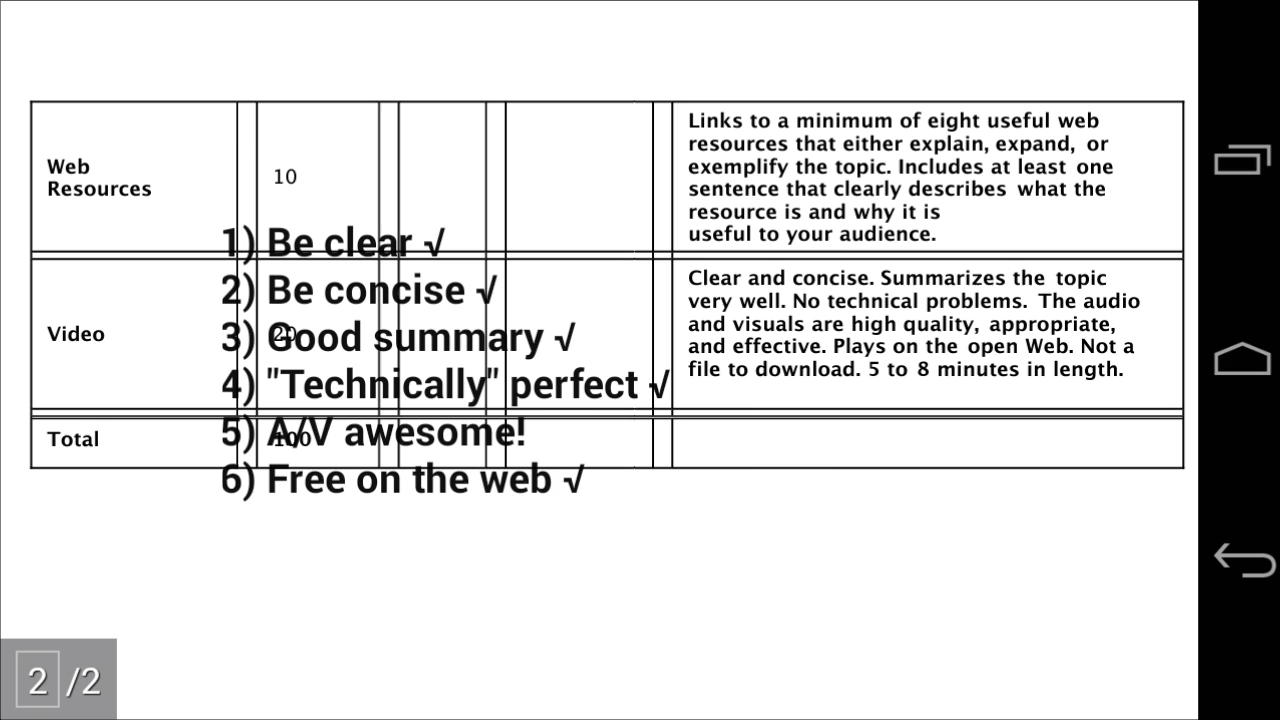 Web
Resources
10
Links to a minimum of eight useful web
resources that either explain, expand, or
exemplify the topic. Includes at least one
sentence that clearly describes what the
resource is and why it is
useful to your audience.
1) Be clear √
2) Be concise √
3) Good summary √
4) "Technically" perfect √
5) A/V awesome!
6) Free on the web √
Video
20
Clear and concise. Summarizes the topic
very well. No technical problems. The audio
and visuals are high quality, appropriate,
and effective. Plays on the open Web. Not a
file to download. 5 to 8 minutes in length.
Total
100
2 /2